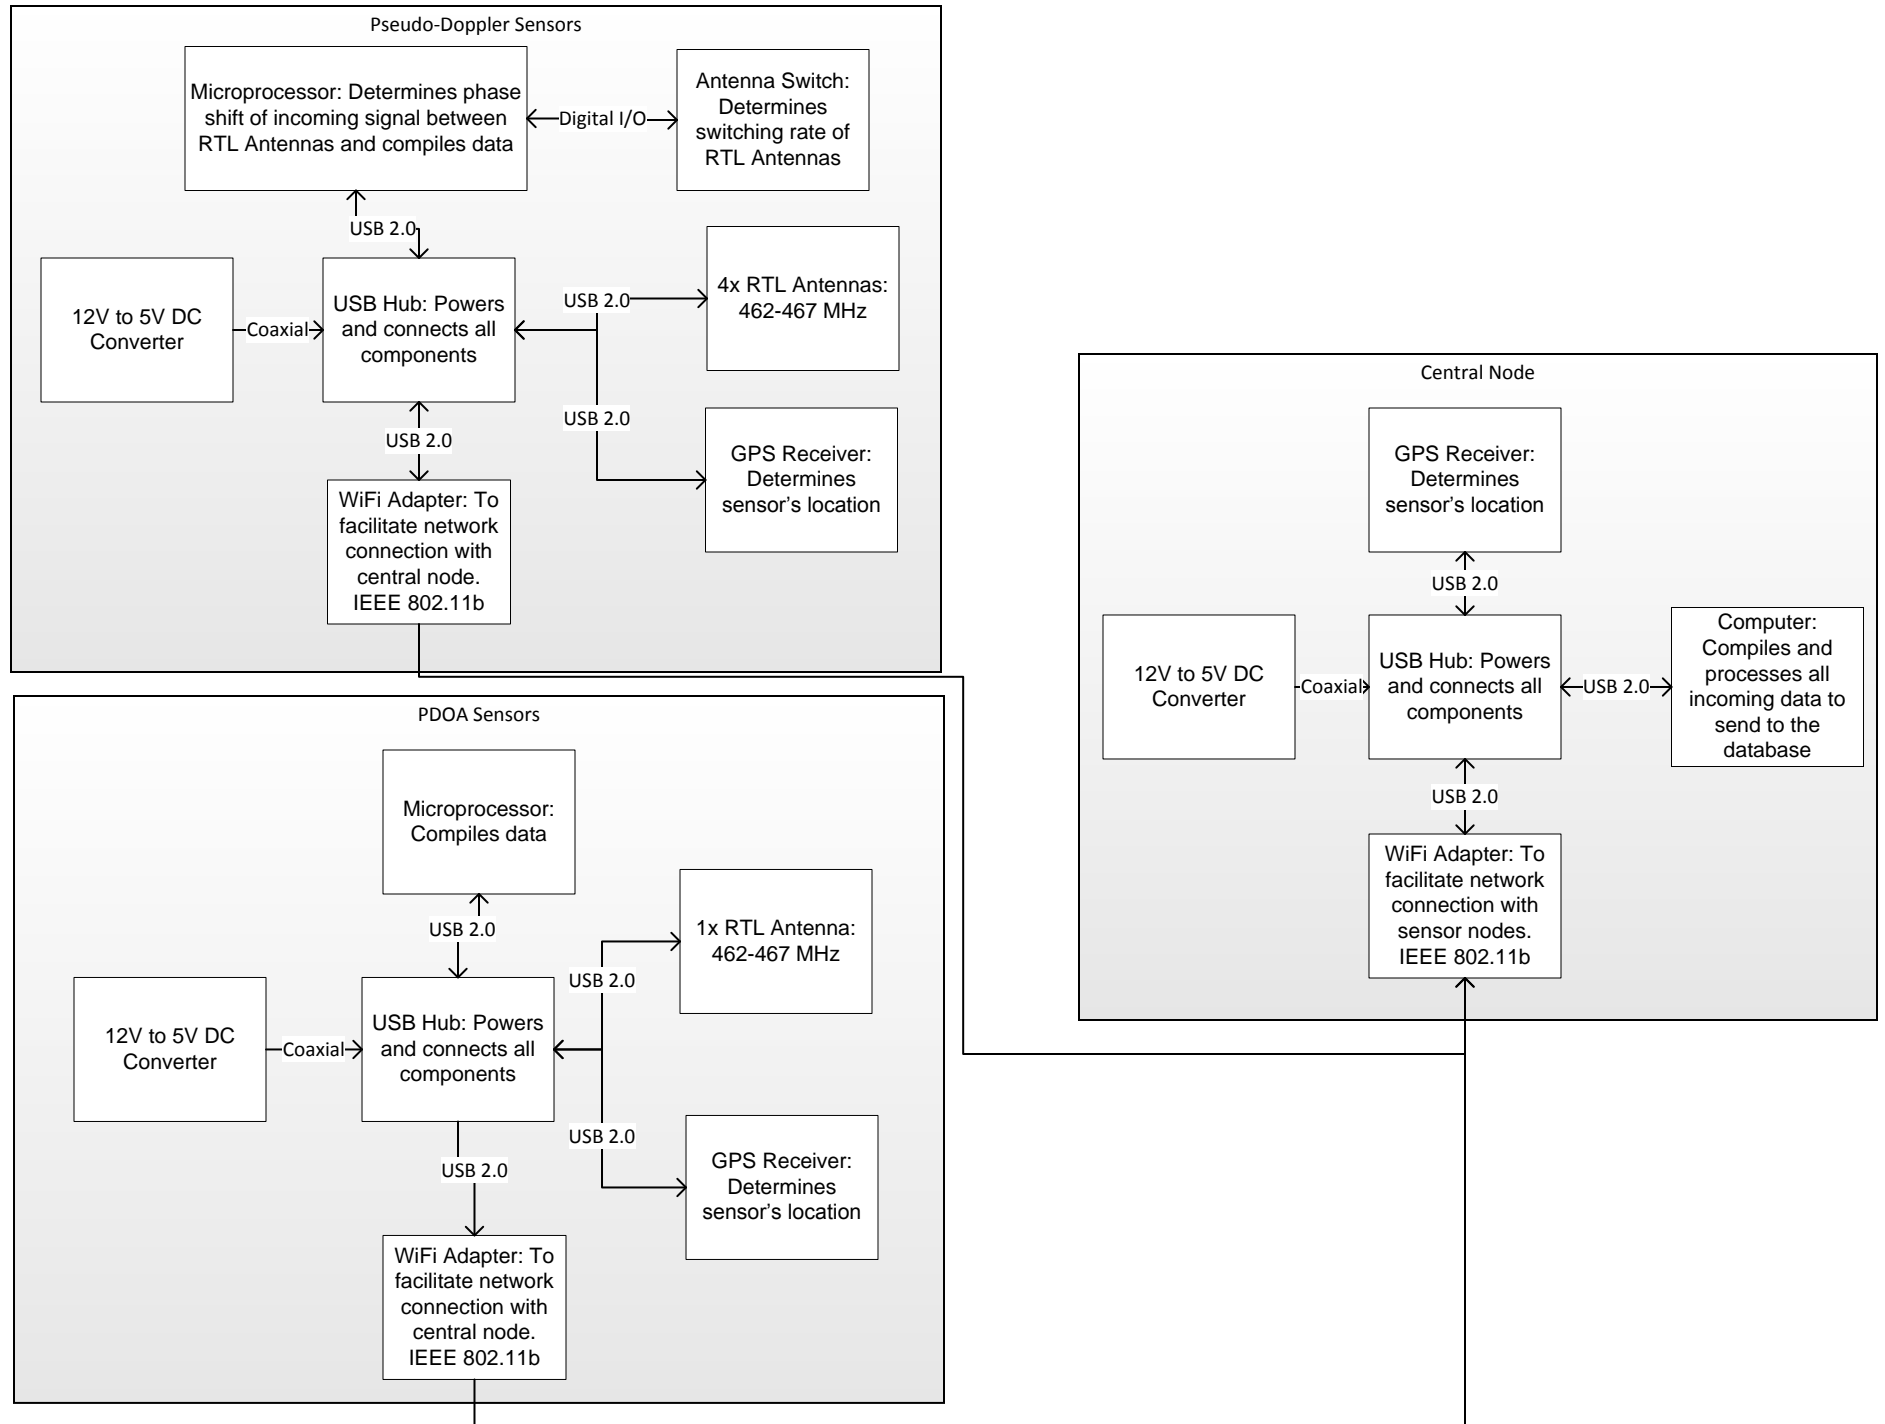 Pseudo-Doppler Sensors
Microprocessor: Determines phase
shift of incoming signal between
RTL Antennas and compiles data
Digital I/O
Antenna Switch:
Determines
switching rate of
RTL Antennas
USB 2.0
12V to 5V DC
Converter
Coaxial
USB Hub: Powers
and connects all
components
USB 2.0
4x RTL Antennas:
462-467 MHz
USB 2.0
GPS Receiver:
Determines
sensor’s location
USB 2.0
WiFi Adapter: To
facilitate network
connection with
central node.
IEEE 802.11b
PDOA Sensors
Microprocessor:
Compiles data
USB 2.0
12V to 5V DC
Converter
Coaxial
USB Hub: Powers
and connects all
components
USB 2.0
1x RTL Antenna:
462-467 MHz
USB 2.0
GPS Receiver:
Determines
sensor’s location
USB 2.0
WiFi Adapter: To
facilitate network
connection with
central node.
IEEE 802.11b
Central Node
GPS Receiver:
Determines
sensor’s location
USB 2.0
12V to 5V DC
Converter
Coaxial
USB Hub: Powers
and connects all
components
USB 2.0
Computer:
Compiles and
processes all
incoming data to
send to the
database
USB 2.0
WiFi Adapter: To
facilitate network
connection with
sensor nodes.
IEEE 802.11b